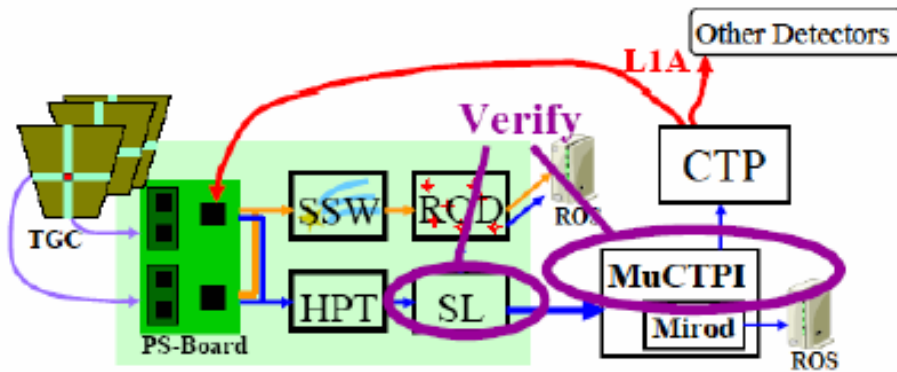 Other Detectors
L1A
Verify
CTP
TGC
SSW
ROD
ROS
HPT
SL
MuCTPI
Mirod
PS-Board
ROS